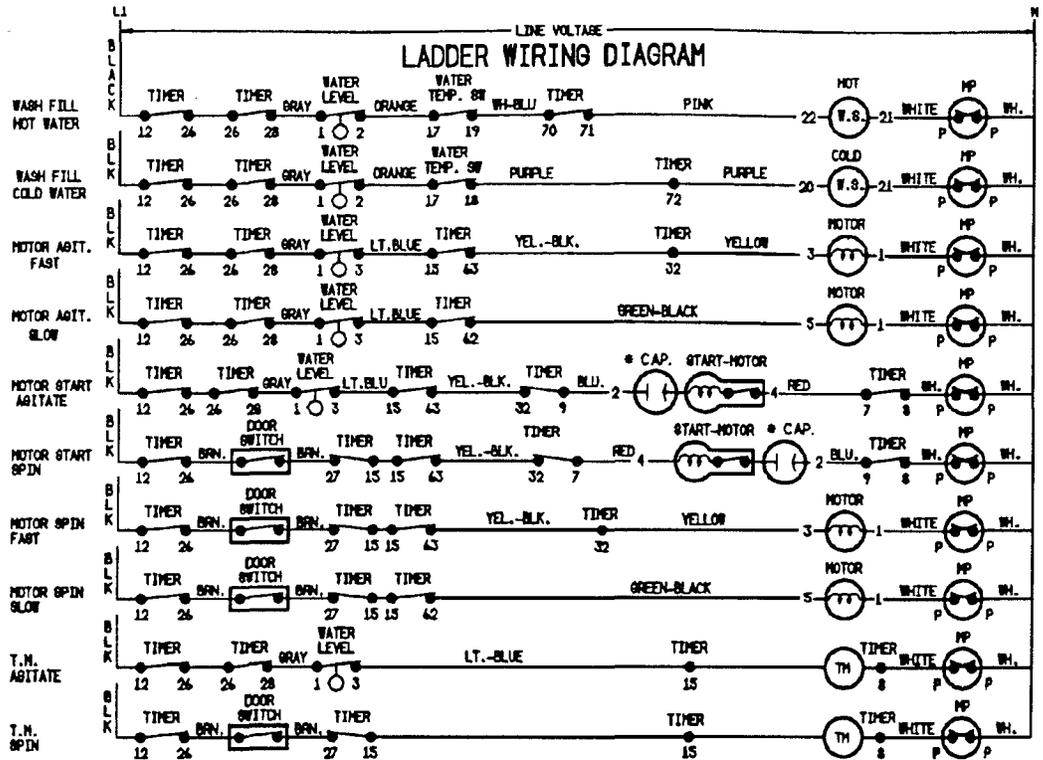 L1 N
LINE VOLTAGE
LADDER WIRING DIAGRAM
BLACK
WASH FILL HOT WATER
TIMER TIMER WATER LEVEL WATER TEMP. SW TIMER HOT MP
GRAY ORANGE WH-BLU PINK 22 W.S. 21 WHITE WH.
12 26 26 28 1 2 17 19 70 71 P P
BLK
WASH FILL COLD WATER
TIMER TIMER WATER LEVEL WATER TEMP. SW TIMER COLD MP
GRAY ORANGE PURPLE PURPLE 20 W.S. 21 WHITE WH.
12 26 26 28 1 2 17 18 72 P P
BLK
MOTOR AGIT. FAST
TIMER TIMER WATER LEVEL TIMER TIMER MOTOR MP
GRAY LT.BLUE YEL.-BLK. YELLOW 3 1 WHITE WH.
12 26 26 28 1 3 15 63 32 P P
BLK
MOTOR AGIT. SLOW
TIMER TIMER WATER LEVEL TIMER MOTOR MP
GRAY LT.BLUE GREEN-BLACK 5 1 WHITE WH.
12 26 26 28 1 3 15 62 P P
BLK
MOTOR START AGITATE
TIMER TIMER WATER LEVEL TIMER TIMER * CAP. START-MOTOR TIMER MP
GRAY LT.BLU YEL.-BLK. BLU. 2 4 RED WH. WH.
12 26 26 28 1 3 15 63 32 9 7 8 P P
BLK
MOTOR START SPIN
TIMER DOOR SWITCH TIMER TIMER TIMER START-MOTOR * CAP. TIMER MP
BRN. BRN. YEL.-BLK. RED 4 2 BLU. WH. WH.
12 26 27 15 15 63 32 7 9 8 P P
BLK
MOTOR SPIN FAST
TIMER DOOR SWITCH TIMER TIMER TIMER MOTOR MP
BRN. BRN. YEL.-BLK. YELLOW 3 1 WHITE WH.
12 26 27 15 15 63 32 P P
BLK
MOTOR SPIN SLOW
TIMER DOOR SWITCH TIMER TIMER MOTOR MP
BRN. BRN. GREEN-BLACK 5 1 WHITE WH.
12 26 27 15 15 62 P P
BLK
T.M. AGITATE
TIMER TIMER WATER LEVEL TIMER TIMER MP
GRAY LT.-BLUE TM WHITE WH.
12 26 26 28 1 3 15 8 P P
BLK
T.M. SPIN
TIMER DOOR SWITCH TIMER TIMER TIMER MP
BRN. BRN. TM WHITE WH.
12 26 27 15 15 8 P P